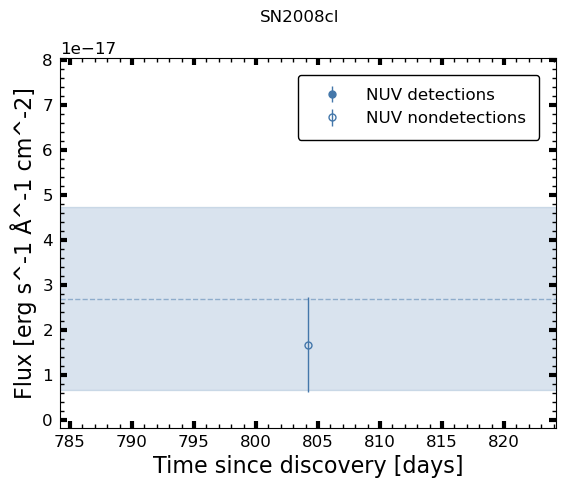 SN2008cl
1e−17
8
7
6
5
4
3
2
1
0
Flux [erg s^-1 Å^-1 cm^-2]
NUV detections
NUV nondetections
785 790 795 800 805 810 815 820
Time since discovery [days]